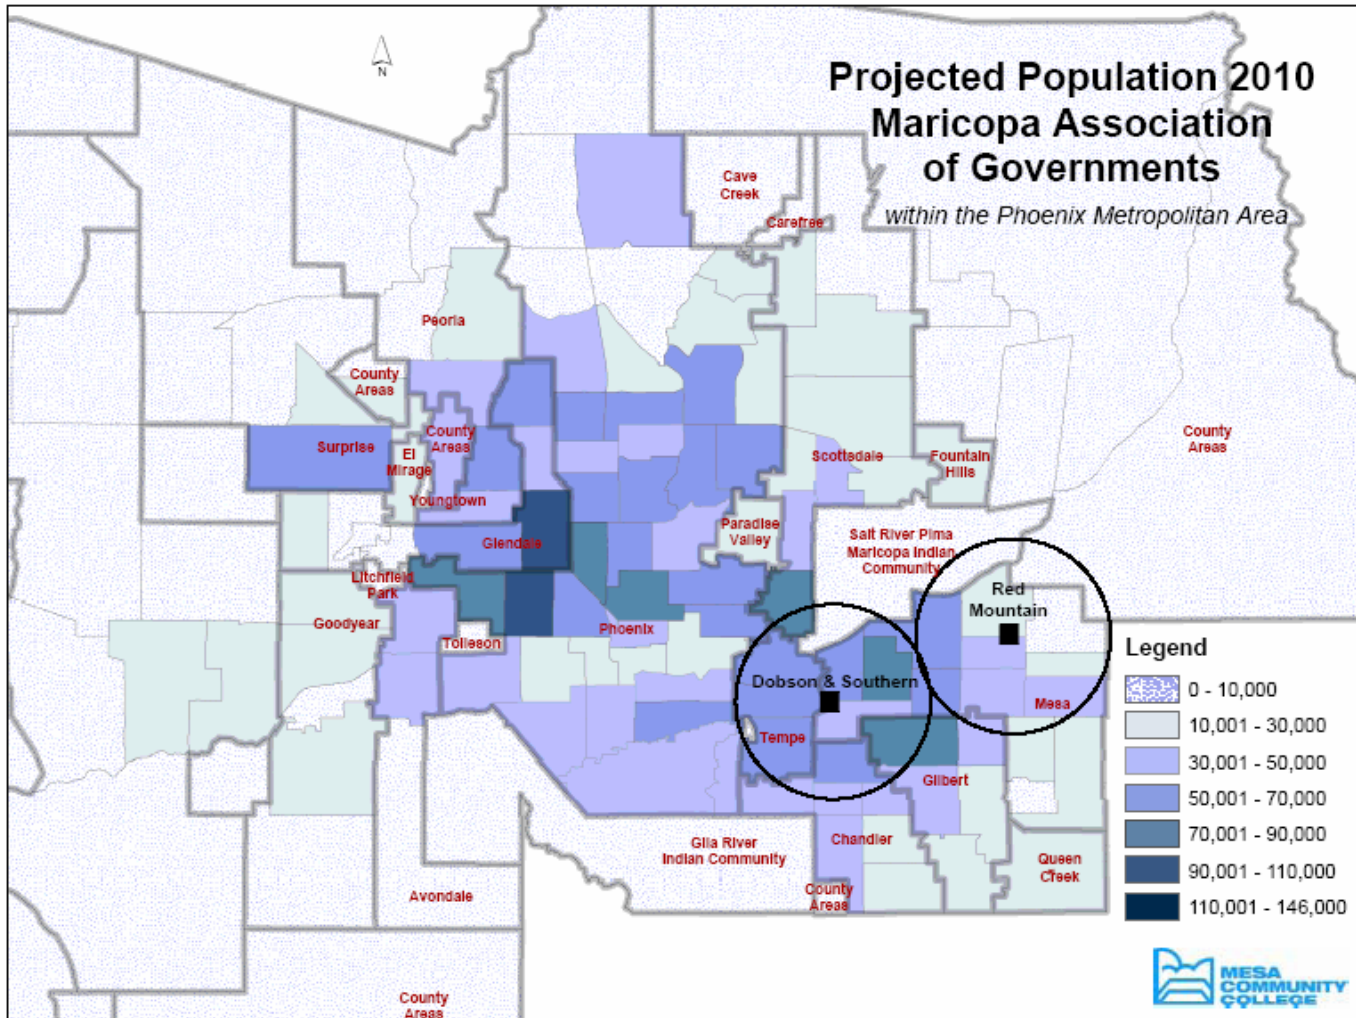 Projected Population 2010
Maricopa Association
of Governments
within the Phoenix Metropolitan Area
N
Cave
Creek
Carefree
Peoria
County
Areas
Surprise
El
Mirage
County
Areas
Youngtown
Scottsdale
Fountain
Hills
County
Areas
Glendale
Paradise
Valley
Salt River Pima
Maricopa Indian
Community
Litchfield
Park
Goodyear
Tolleson
Phoenix
Red
Mountain
Dobson & Southern
Mesa
Tempe
Gilbert
Chandler
Gila River
Indian Community
County
Areas
Queen
Creek
Avondale
County
Areas
Legend
0 - 10,000
10,001 - 30,000
30,001 - 50,000
50,001 - 70,000
70,001 - 90,000
90,001 - 110,000
110,001 - 146,000
MESA
COMMUNITY
COLLEGE